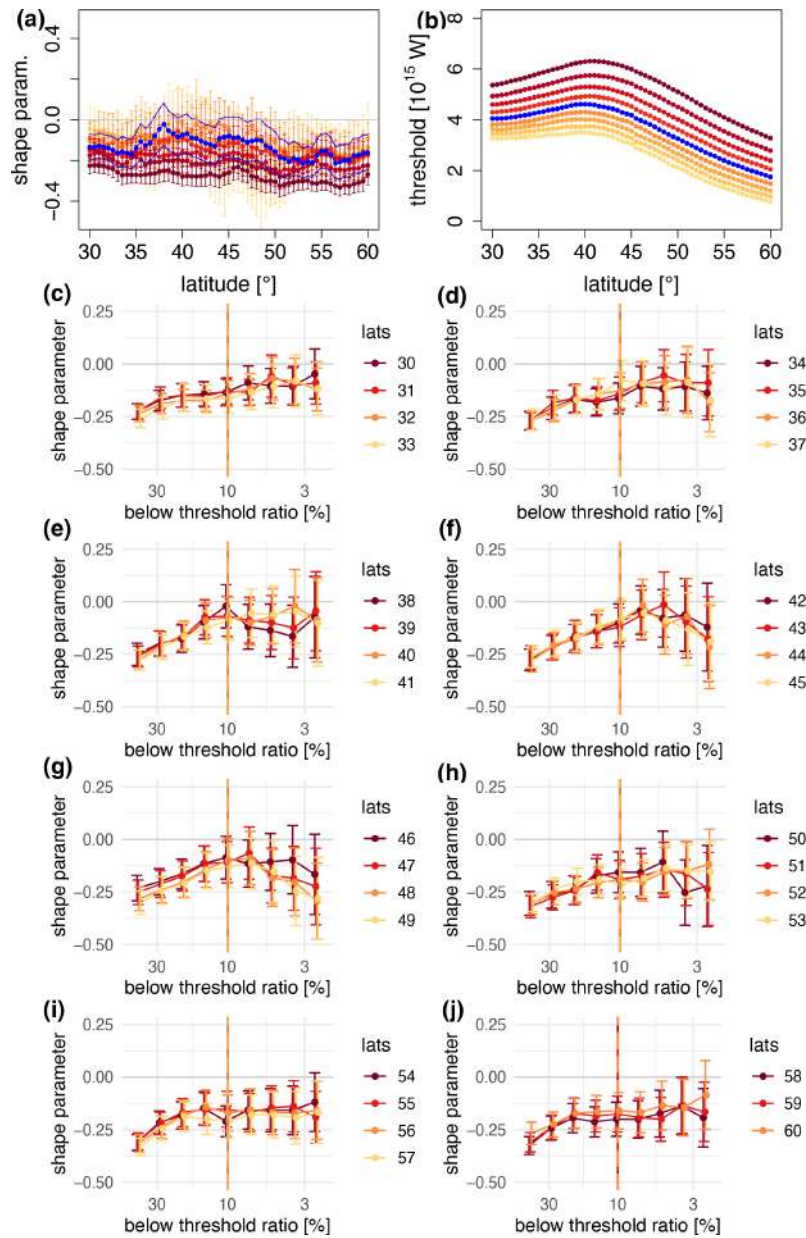 (a)
0.4
0.0
−0.4
shape param.
30 35 40 45 50 55 60
latitude [°]
(b)
8
6
4
2
0
threshold [10¹⁵ W]
30 35 40 45 50 55 60
latitude [°]
(c)
0.25
0.00
−0.25
−0.50
shape parameter
30 10 3
below threshold ratio [%]
lats
30
31
32
33
(d)
0.25
0.00
−0.25
−0.50
shape parameter
30 10 3
below threshold ratio [%]
lats
34
35
36
37
(e)
0.25
0.00
−0.25
−0.50
shape parameter
30 10 3
below threshold ratio [%]
lats
38
39
40
41
(f)
0.25
0.00
−0.25
−0.50
shape parameter
30 10 3
below threshold ratio [%]
lats
42
43
44
45
(g)
0.25
0.00
−0.25
−0.50
shape parameter
30 10 3
below threshold ratio [%]
lats
46
47
48
49
(h)
0.25
0.00
−0.25
−0.50
shape parameter
30 10 3
below threshold ratio [%]
lats
50
51
52
53
(i)
0.25
0.00
−0.25
−0.50
shape parameter
30 10 3
below threshold ratio [%]
lats
54
55
56
57
(j)
0.25
0.00
−0.25
−0.50
shape parameter
30 10 3
below threshold ratio [%]
lats
58
59
60